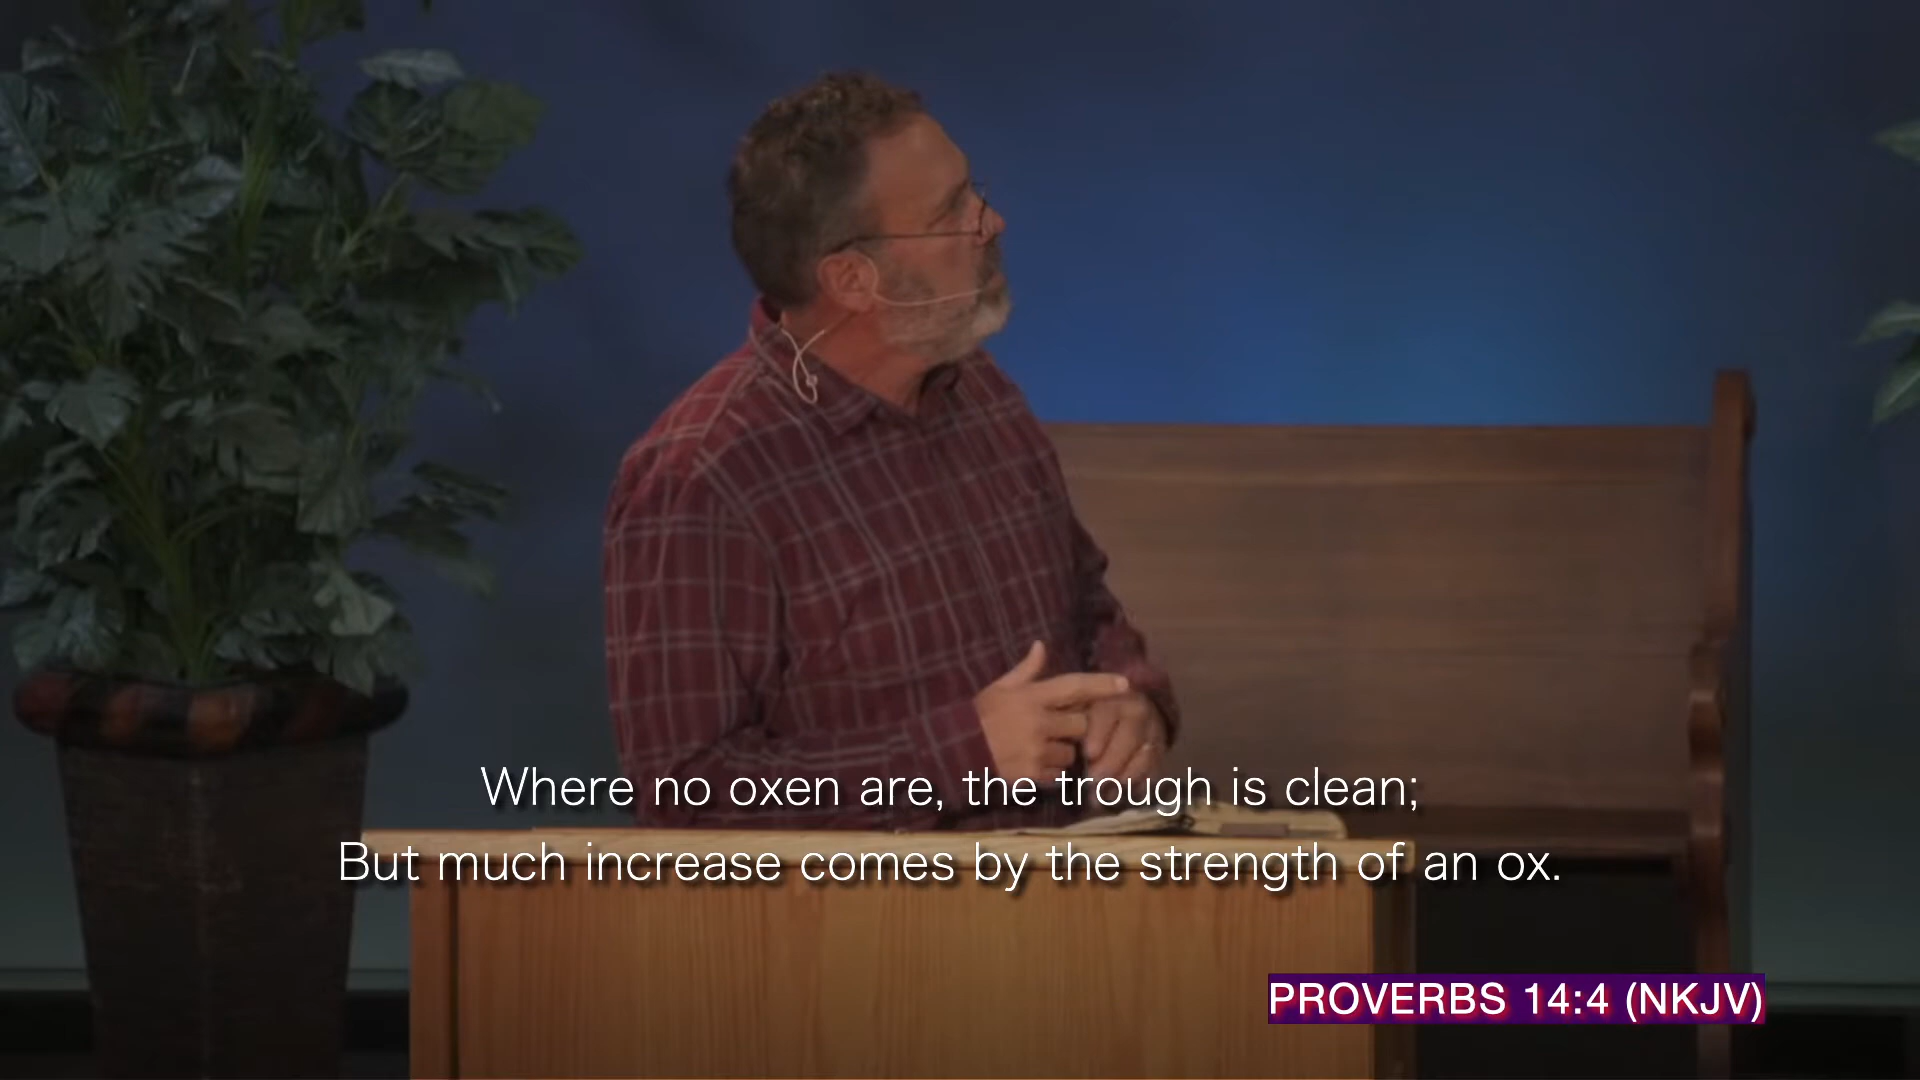 Where no oxen are, the trough is clean;
But much increase comes by the strength of an ox.
PROVERBS 14:4 (NKJV)